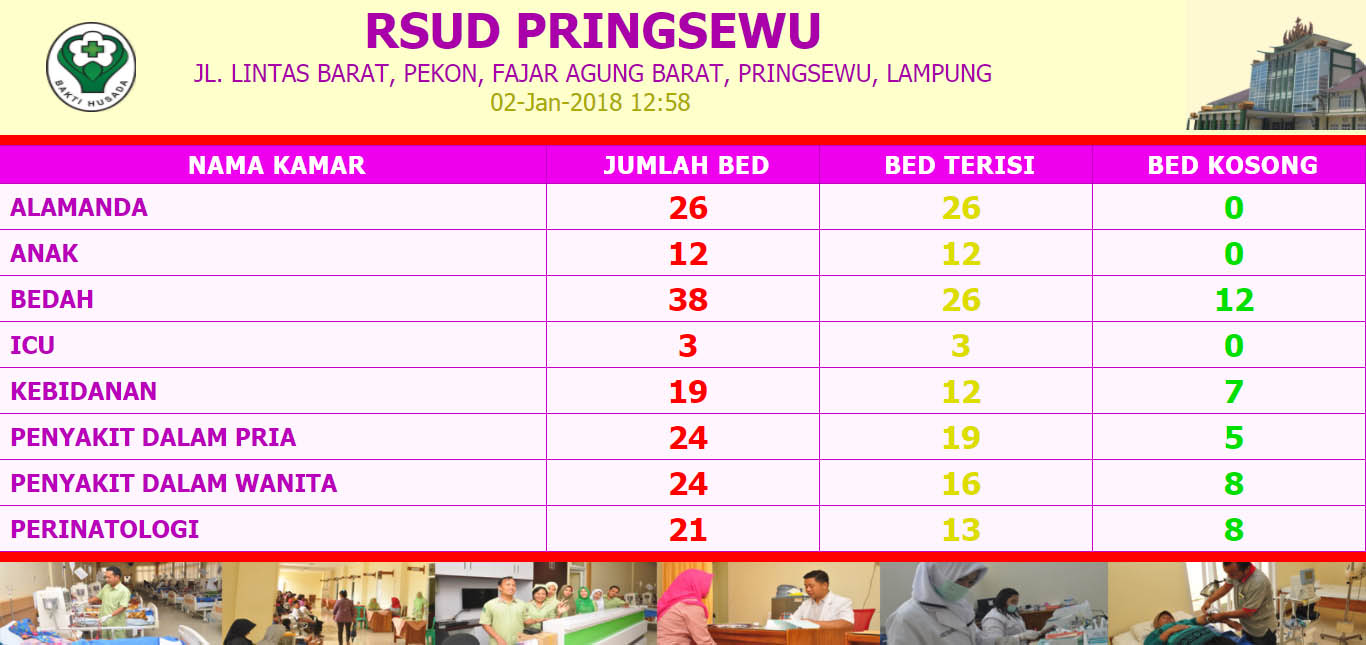 RSUD PRINGSEWU
JL. LINTAS BARAT, PEKON, FAJAR AGUNG BARAT, PRINGSEWU, LAMPUNG
02-Jan-2018 12:58
BAKTI HUSADA
NAMA KAMAR JUMLAH BED BED TERISI BED KOSONG
ALAMANDA 26 26 0
ANAK 12 12 0
BEDAH 38 26 12
ICU 3 3 0
KEBIDANAN 19 12 7
PENYAKIT DALAM PRIA 24 19 5
PENYAKIT DALAM WANITA 24 16 8
PERINATOLOGI 21 13 8